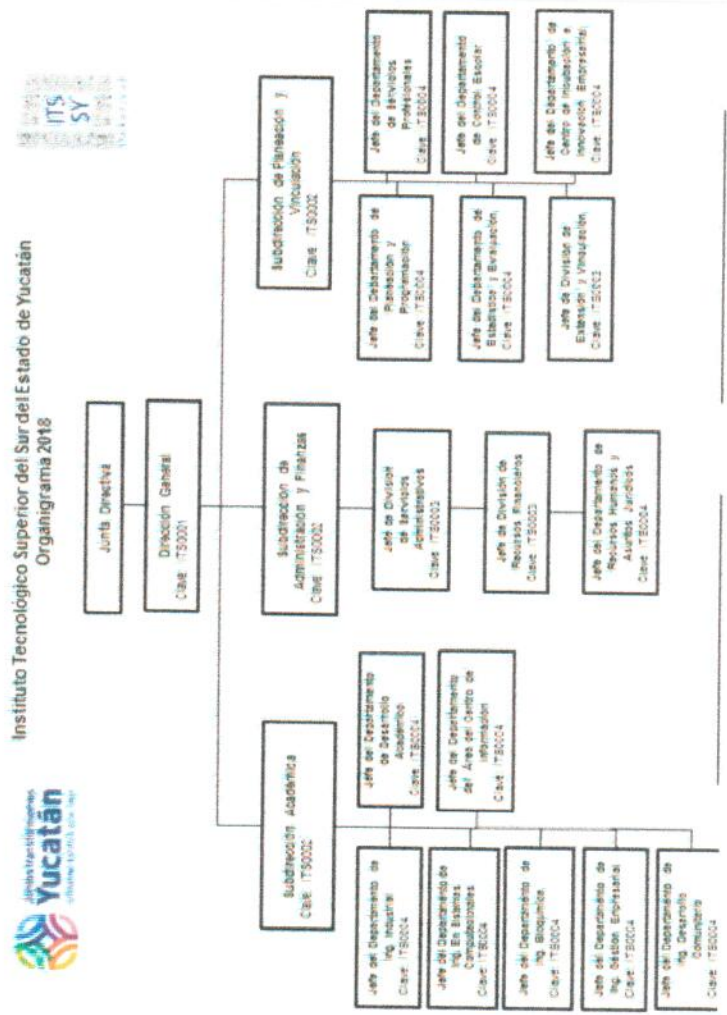 Instituto Tecnológico Superior del Sur del Estado de Yucatán
Organigrama 2018
Yucatán
ITS
SY
Junta Directiva
Dirección General
Clave: ITS0001
Subdirección Académica
Clave: ITS0002
Jefe del Departamento de
Ing. Industrial
Clave: ITS0004
Jefe del Departamento de
Ing. En Sistemas
Computacionales
Clave: ITS0004
Jefe del Departamento de
Ing. Bioquímica.
Clave: ITS0004
Jefe del Departamento de
Ing. Gestión Empresarial
Clave: ITS0004
Jefe del Departamento de
Ing. Desarrollo
Comunitario
Clave: ITS0004
Jefe del Departamento
de Desarrollo
Académico.
Clave: ITS0004
Jefe del Departamento
del Área del Centro de
Información
Clave: ITS0004
Subdirección de
Administración y Finanzas
Clave: ITS0002
Jefe de División
de Servicios
Administrativos
Clave: ITS0003
Jefe de División de
Recursos Financieros
Clave: ITS0003
Jefe del Departamento de
Recursos Humanos y
Asuntos Jurídicos
Clave: ITS0004
Subdirección de Planeación y
Vinculación
Clave: ITS0002
Jefe del Departamento de
Planeación y
Programación
Clave: ITS0004
Jefe del Departamento de
Estadística y Evaluación.
Clave: ITS0004
Jefe de División de
Extensión y Vinculación.
Clave: ITS0003
Jefe del Departamento
de Servicios
Profesionales
Clave: ITS0004
Jefe del Departamento
de Control Escolar
Clave: ITS0004
Jefe del Departamento de
Centro de Incubación e
Innovación Empresarial.
Clave: ITS0004